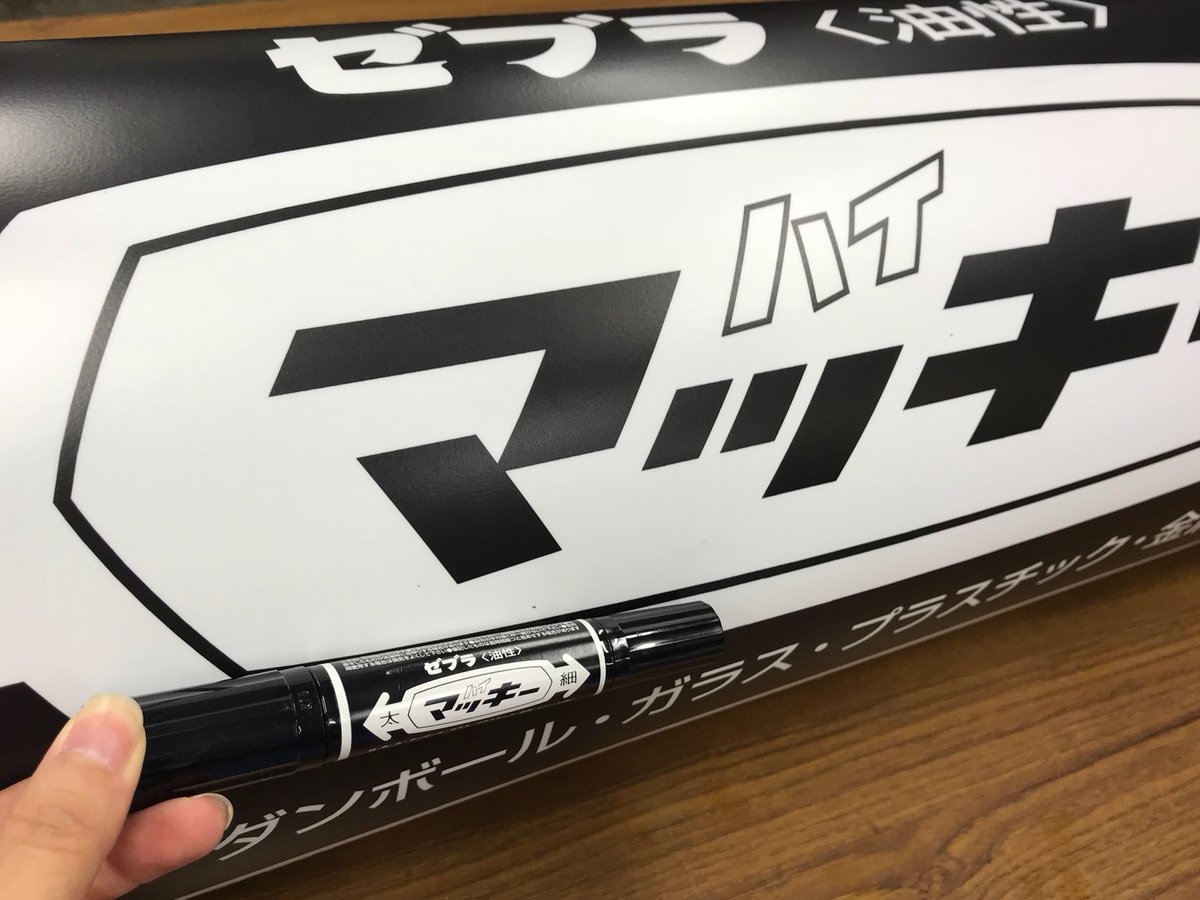 ゼブラ〈油性〉
ハイ
マッキー
ダンボール・ガラス・プラスチック・金
ゼブラ〈油性〉
太
ハイ
マッキー
細